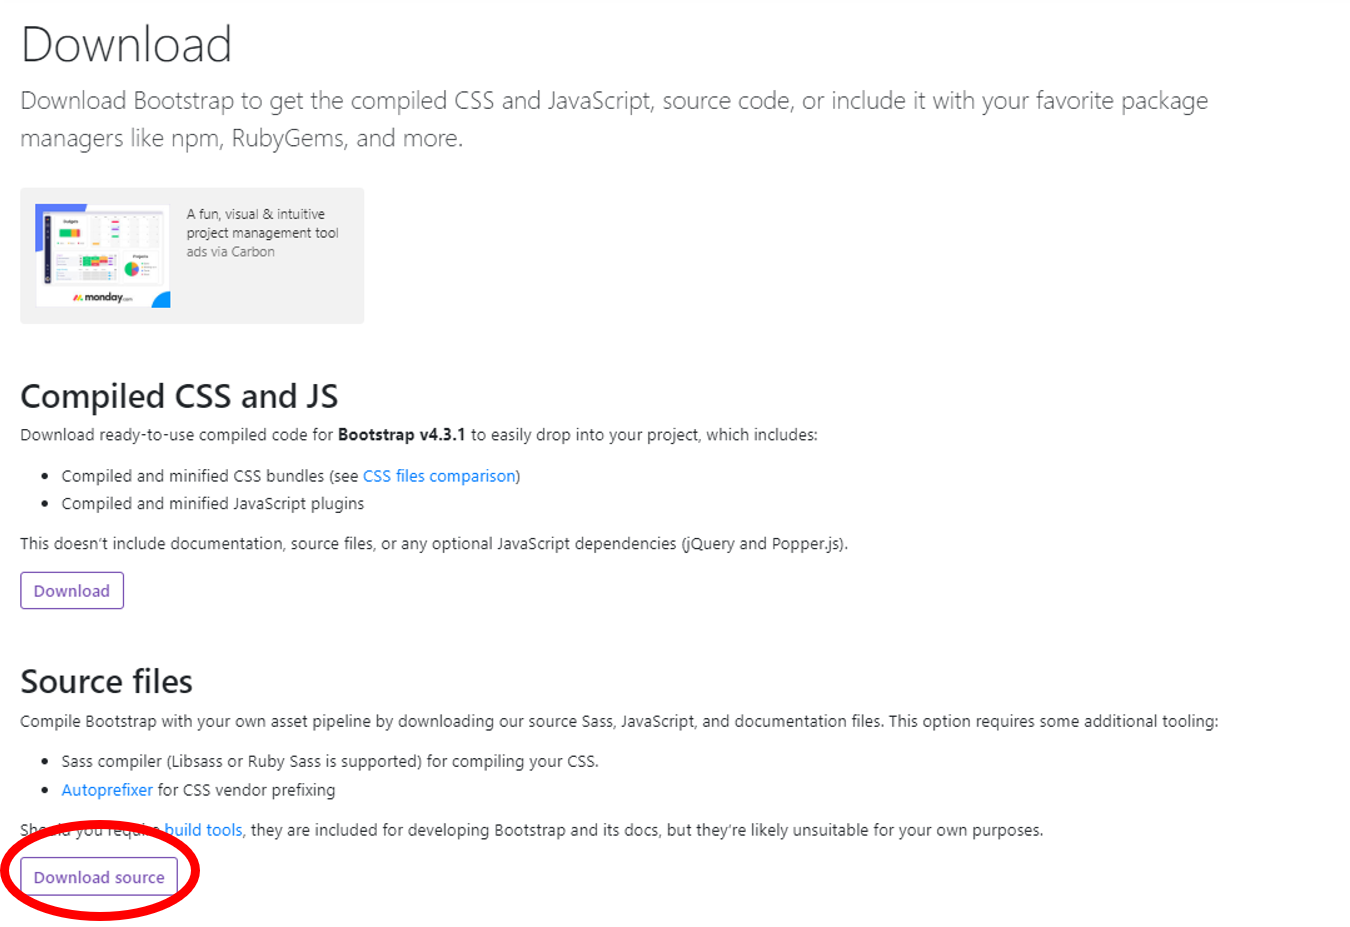 Download
Download Bootstrap to get the compiled CSS and JavaScript, source code, or include it with your favorite package
managers like npm, RubyGems, and more.
A fun, visual & intuitive
project management tool
ads via Carbon
monday.com
Compiled CSS and JS
Download ready-to-use compiled code for Bootstrap v4.3.1 to easily drop into your project, which includes:
• Compiled and minified CSS bundles (see CSS files comparison)
• Compiled and minified JavaScript plugins
This doesn’t include documentation, source files, or any optional JavaScript dependencies (jQuery and Popper.js).
Download
Source files
Compile Bootstrap with your own asset pipeline by downloading our source Sass, JavaScript, and documentation files. This option requires some additional tooling:
• Sass compiler (Libsass or Ruby Sass is supported) for compiling your CSS.
• Autoprefixer for CSS vendor prefixing
Should you require build tools, they are included for developing Bootstrap and its docs, but they’re likely unsuitable for your own purposes.
Download source